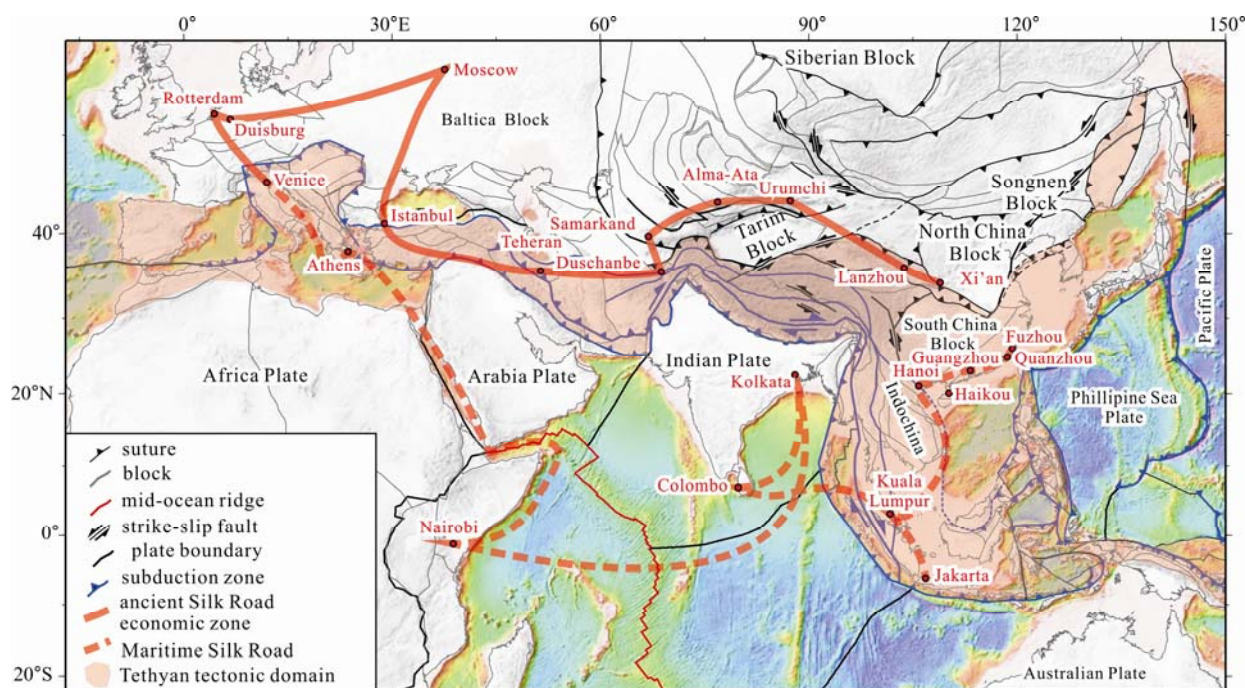 0°
30°E
60°
90°
120°
150°
40°
20°N
0°
20°S
Siberian Block
Moscow
Rotterdam
Duisburg
Baltica Block
Venice
Alma-Ata
Urumchi
Songnen
Block
Istanbul
Samarkand
Tarim
Block
North China
Block
Teheran
Athens
Duschanbe
Lanzhou
Xi'an
Pacific Plate
South China
Block
Fuzhou
Guangzhou
Quanzhou
Hanoi
Haikou
Indian Plate
Kolkata
Africa Plate
Arabia Plate
Phillipine Sea
Plate
Indochina
Colombo
Kuala
Lumpur
Nairobi
Jakarta
Australian Plate
suture
block
mid-ocean ridge
strike-slip fault
plate boundary
subduction zone
ancient Silk Road
economic zone
Maritime Silk Road
Tethyan tectonic domain